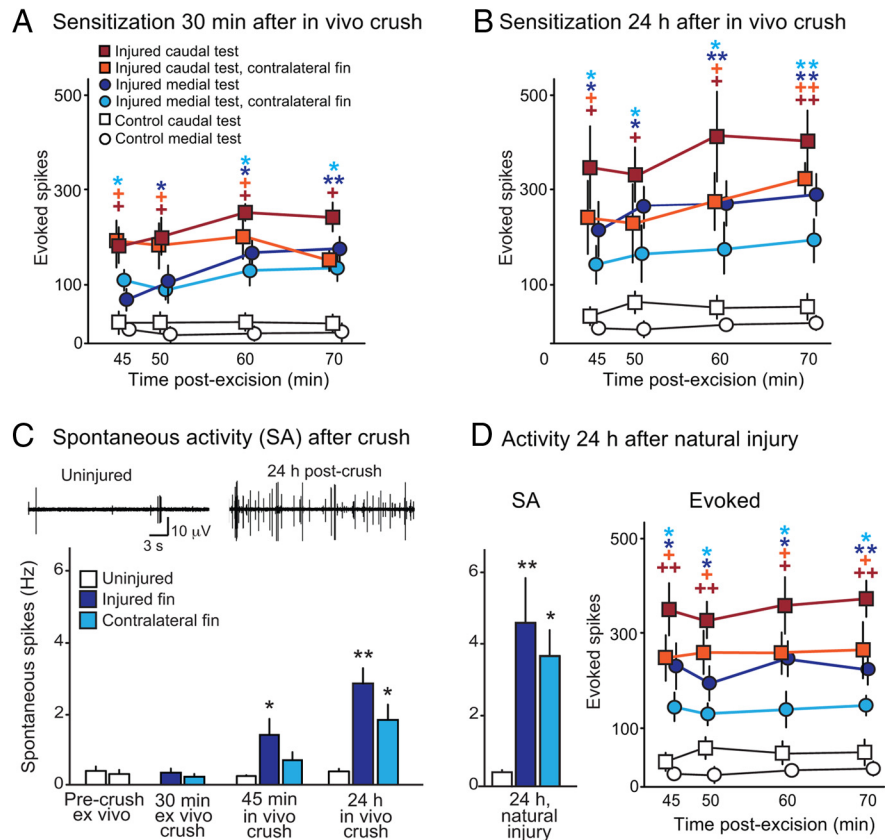 A Sensitization 30 min after in vivo crush
Injured caudal test
Injured caudal test, contralateral fin
Injured medial test
Injured medial test, contralateral fin
Control caudal test
Control medial test
Evoked spikes
500
300
100
* * * *
+ * * **
+ + + +
+ +
45 50 60 70
Time post-excision (min)
B Sensitization 24 h after in vivo crush
Evoked spikes
500
300
100
0
* * * **
* * ** ****
+ + + ++++
+ + ++
45 50 60 70
Time post-excision (min)
C Spontaneous activity (SA) after crush
Uninjured
24 h post-crush
10 μV
3 s
Spontaneous spikes (Hz)
6
4
2
0
Uninjured
Injured fin
Contralateral fin
*
**
*
Pre-crush
ex vivo
30 min
ex vivo
crush
45 min
in vivo
crush
24 h
in vivo
crush
D Activity 24 h after natural injury
SA
6
4
2
0
**
*
24 h,
natural
injury
Evoked
Evoked spikes
500
300
100
0
* * * *
* * * **
+ + + +
++ ++ + ++
45 50 60 70
Time post-excision (min)